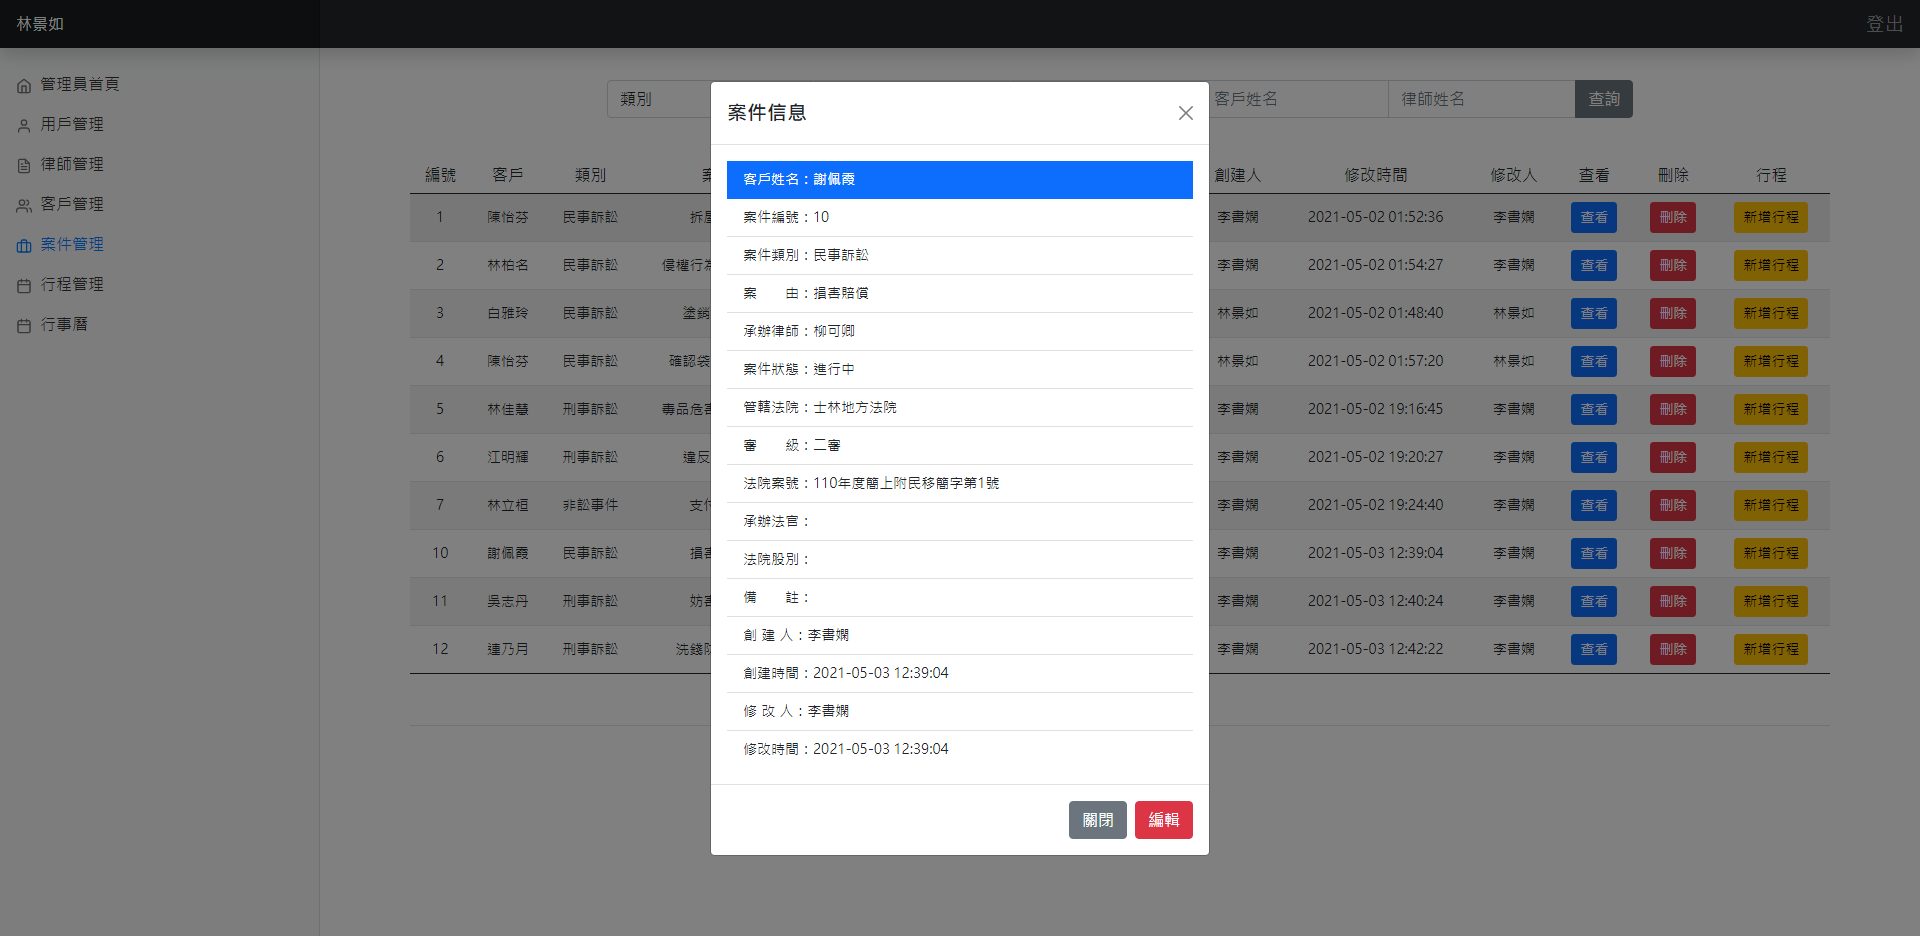 林景如
登出
管理員首頁
用戶管理
律師管理
客戶管理
案件管理
行程管理
行事曆
類別
客戶姓名
律師姓名
查詢
編號 客戶 類別 創建人 修改時間 修改人 查看 刪除 行程
1 陳怡芬 民事訴訟 李書嫻 2021-05-02 01:52:36 李書嫻 查看 刪除 新增行程
2 林柏名 民事訴訟 侵權行為 李書嫻 2021-05-02 01:54:27 李書嫻 查看 刪除 新增行程
3 白雅玲 民事訴訟 塗銷 林景如 2021-05-02 01:48:40 林景如 查看 刪除 新增行程
4 陳怡芬 民事訴訟 確認袋 林景如 2021-05-02 01:57:20 林景如 查看 刪除 新增行程
5 林佳慧 刑事訴訟 毒品危害 李書嫻 2021-05-02 19:16:45 李書嫻 查看 刪除 新增行程
6 江明輝 刑事訴訟 違反 李書嫻 2021-05-02 19:20:27 李書嫻 查看 刪除 新增行程
7 林立桓 非訟事件 支付 李書嫻 2021-05-02 19:24:40 李書嫻 查看 刪除 新增行程
10 謝佩霞 民事訴訟 損害 李書嫻 2021-05-03 12:39:04 李書嫻 查看 刪除 新增行程
11 吳志丹 刑事訴訟 妨害 李書嫻 2021-05-03 12:40:24 李書嫻 查看 刪除 新增行程
12 連乃月 刑事訴訟 洗錢防 李書嫻 2021-05-03 12:42:22 李書嫻 查看 刪除 新增行程
案件信息
客戶姓名：謝佩霞
案件編號：10
案件類別：民事訴訟
案　　由：損害賠償
承辦律師：柳可卿
案件狀態：進行中
管轄法院：士林地方法院
審　　級：二審
法院案號：110年度簡上附民移簡字第1號
承辦法官：
法院股別：
備　　註：
創 建 人：李書嫻
創建時間：2021-05-03 12:39:04
修 改 人：李書嫻
修改時間：2021-05-03 12:39:04
關閉
編輯